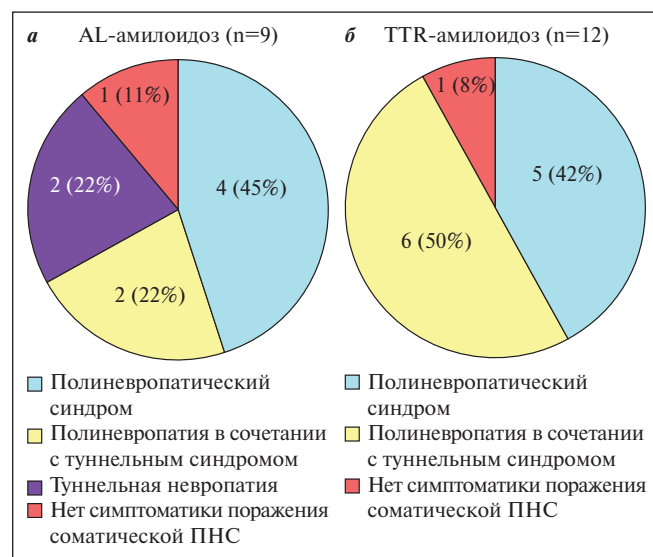 а АL-амилоидоз (n=9)
1 (11%)
4 (45%)
2 (22%)
2 (22%)
Полиневропатический
синдром
Полиневропатия в сочетании
с туннельным синдромом
Туннельная невропатия
Нет симптоматики поражения
соматической ПНС
б TTR-амилоидоз (n=12)
1 (8%)
5 (42%)
6 (50%)
Полиневропатический
синдром
Полиневропатия в сочетании
с туннельным синдромом
Нет симптоматики поражения
соматической ПНС